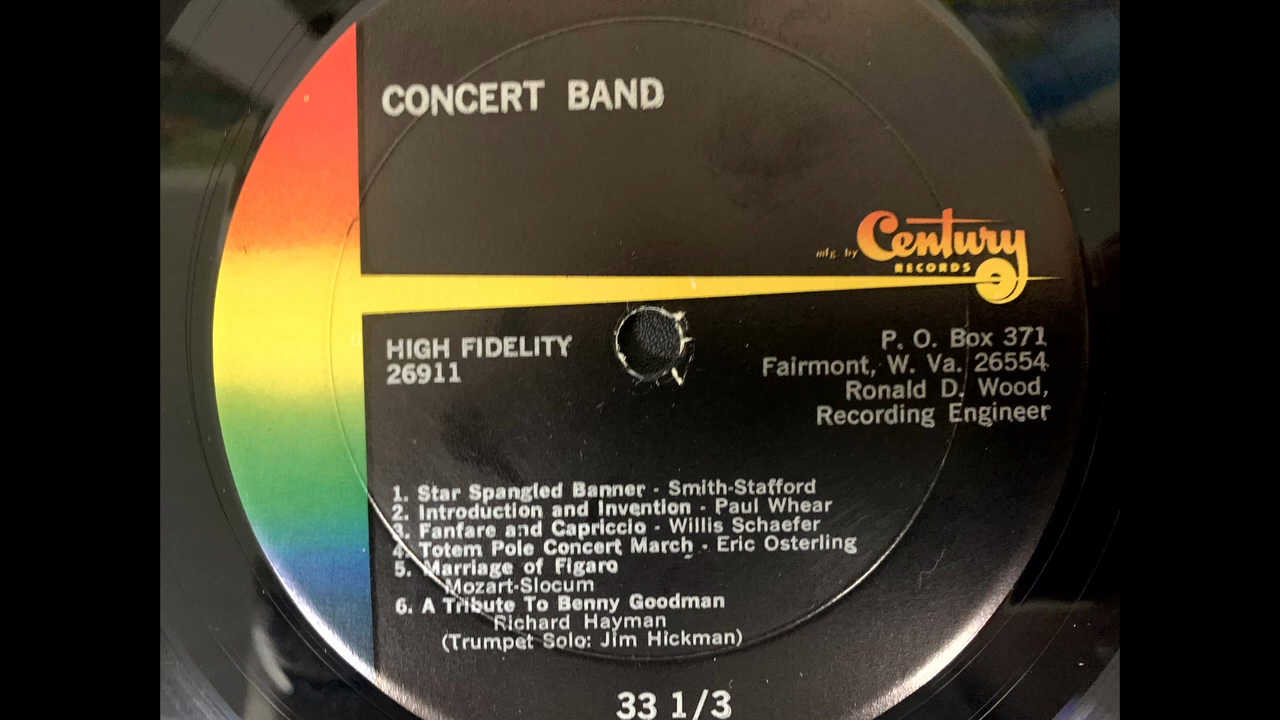 CONCERT BAND
mfg. by Century
RECORDS
HIGH FIDELITY
26911
P. O. Box 371
Fairmont, W. Va. 26554
Ronald D. Wood,
Recording Engineer
1. Star Spangled Banner - Smith-Stafford
2. Introduction and Invention - Paul Whear
3. Fanfare and Capriccio - Willis Schaefer
4. Totem Pole Concert March - Eric Osterling
5. Marriage of Figaro
Mozart-Slocum
6. A Tribute To Benny Goodman
Richard Hayman
(Trumpet Solo: Jim Hickman)
33 1/3